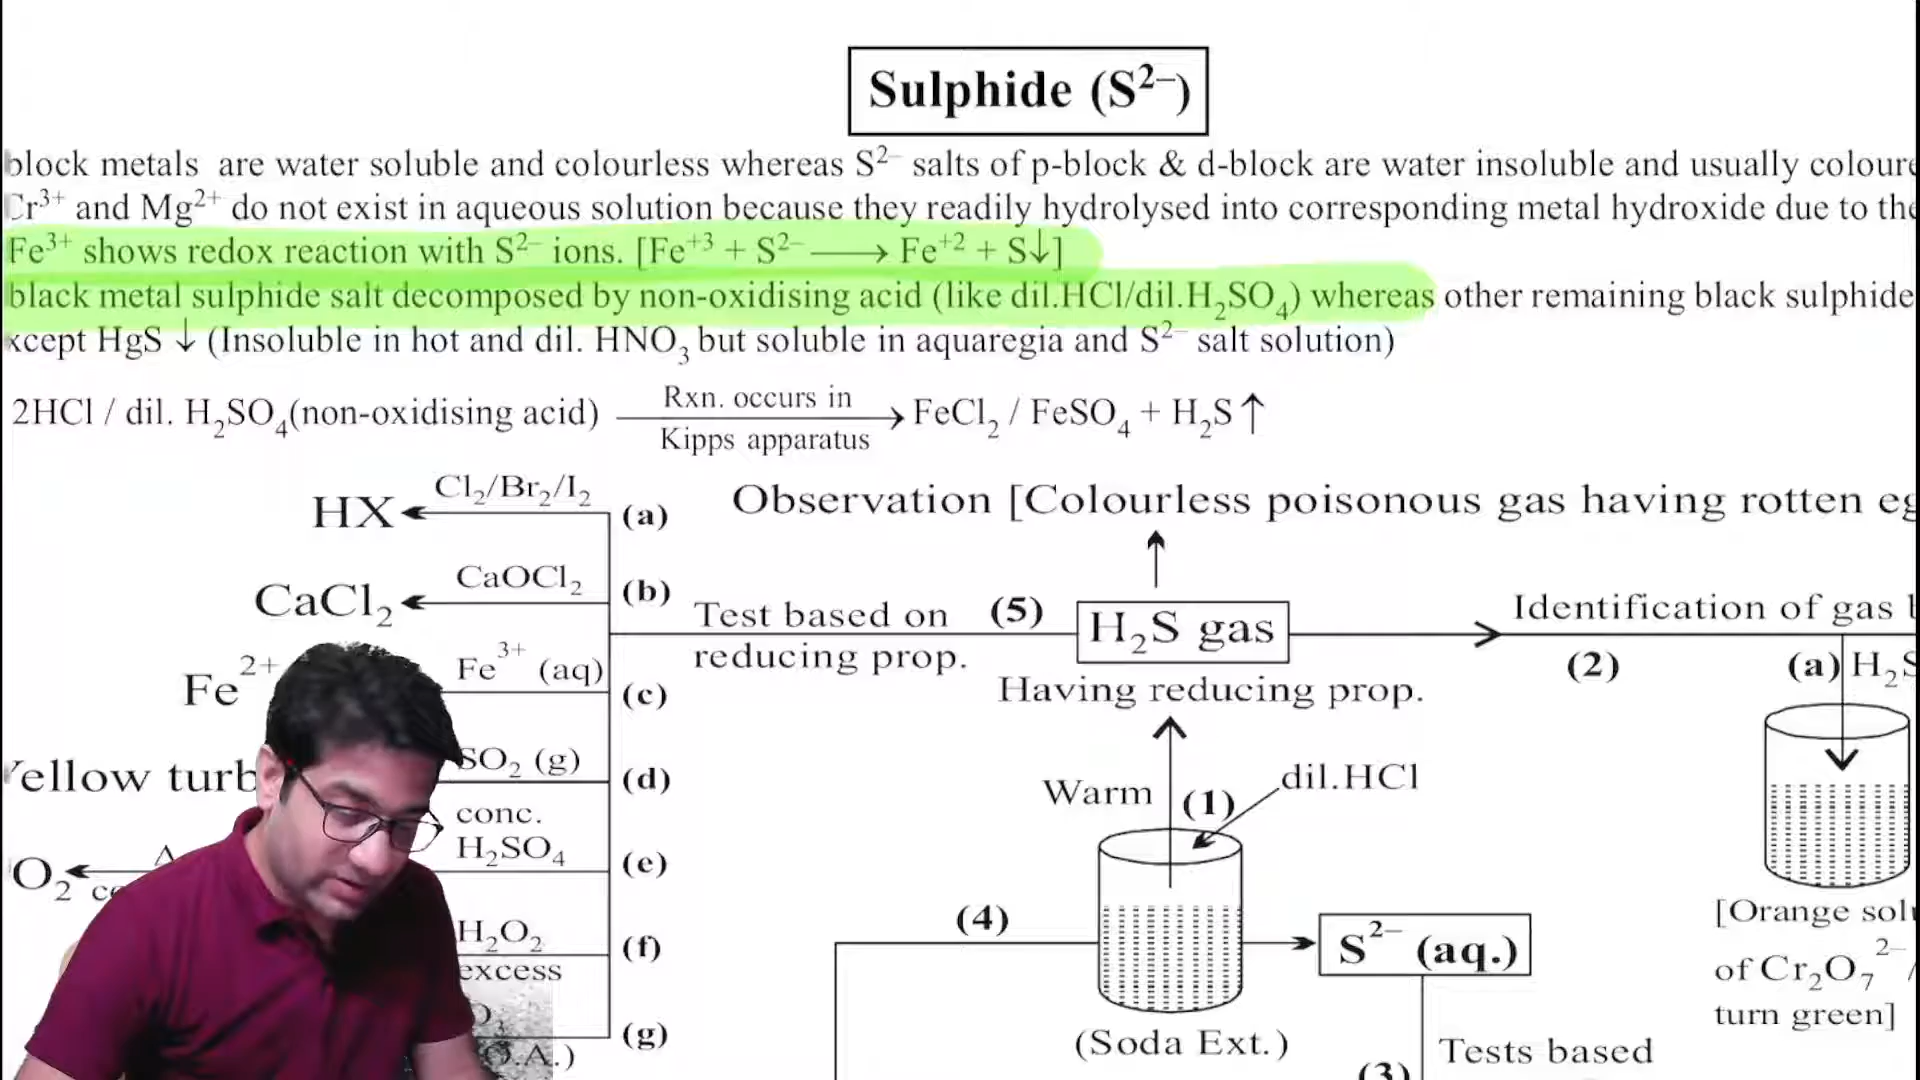 Sulphide (S²⁻)
block metals are water soluble and colourless whereas S²⁻ salts of p-block & d-block are water insoluble and usually coloure
Cr³⁺ and Mg²⁺ do not exist in aqueous solution because they readily hydrolysed into corresponding metal hydroxide due to the
Fe³⁺ shows redox reaction with S²⁻ ions. [Fe⁺³ + S²⁻ ⟶ Fe⁺² + S↓]
black metal sulphide salt decomposed by non-oxidising acid (like dil.HCl/dil.H₂SO₄) whereas other remaining black sulphide
xcept HgS ↓ (Insoluble in hot and dil. HNO₃ but soluble in aquaregia and S²⁻ salt solution)
2HCl / dil. H₂SO₄(non-oxidising acid) Rxn. occurs in → FeCl₂ / FeSO₄ + H₂S↑
Kipps apparatus
HX ← Cl₂/Br₂/I₂ (a)
Observation [Colourless poisonous gas having rotten eg
CaCl₂ ← CaOCl₂ (b)
Test based on (5)
reducing prop.
H₂S gas
Having reducing prop.
Identification of gas
(2) (a) H₂S
Fe²⁺ Fe³⁺ (aq) (c)
Yellow turb SO₂ (g) (d)
Warm (1) dil.HCl
O₂ ← conc. H₂SO₄ (e)
H₂O₂ excess (f)
(g)
(4)
S²⁻ (aq.)
(Soda Ext.)
(3) Tests based
[Orange sol
of Cr₂O₇²⁻ /
turn green]